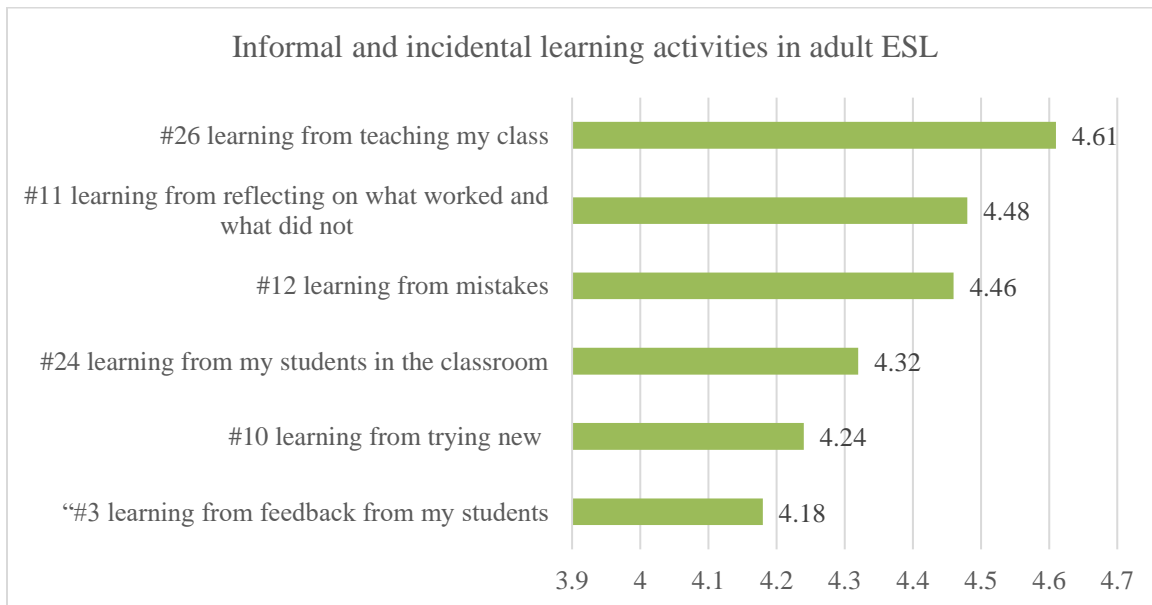 Informal and incidental learning activities in adult ESL
#26 learning from teaching my class
4.61
#11 learning from reflecting on what worked and
what did not
4.48
#12 learning from mistakes
4.46
#24 learning from my students in the classroom
4.32
#10 learning from trying new
4.24
“#3 learning from feedback from my students
4.18
3.9 4 4.1 4.2 4.3 4.4 4.5 4.6 4.7